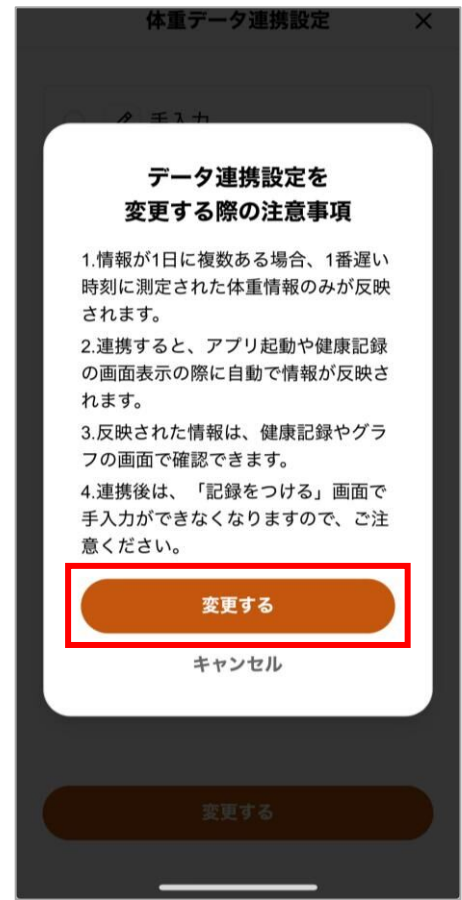 体重データ連携設定
手入力
データ連携設定を
変更する際の注意事項
1.情報が1日に複数ある場合、1番遅い
時刻に測定された体重情報のみが反映
されます。
2.連携すると、アプリ起動や健康記録
の画面表示の際に自動で情報が反映さ
れます。
3.反映された情報は、健康記録やグラ
フの画面で確認できます。
4.連携後は、「記録をつける」画面で
手入力ができなくなりますので、ご注
意ください。
変更する
キャンセル
変更する